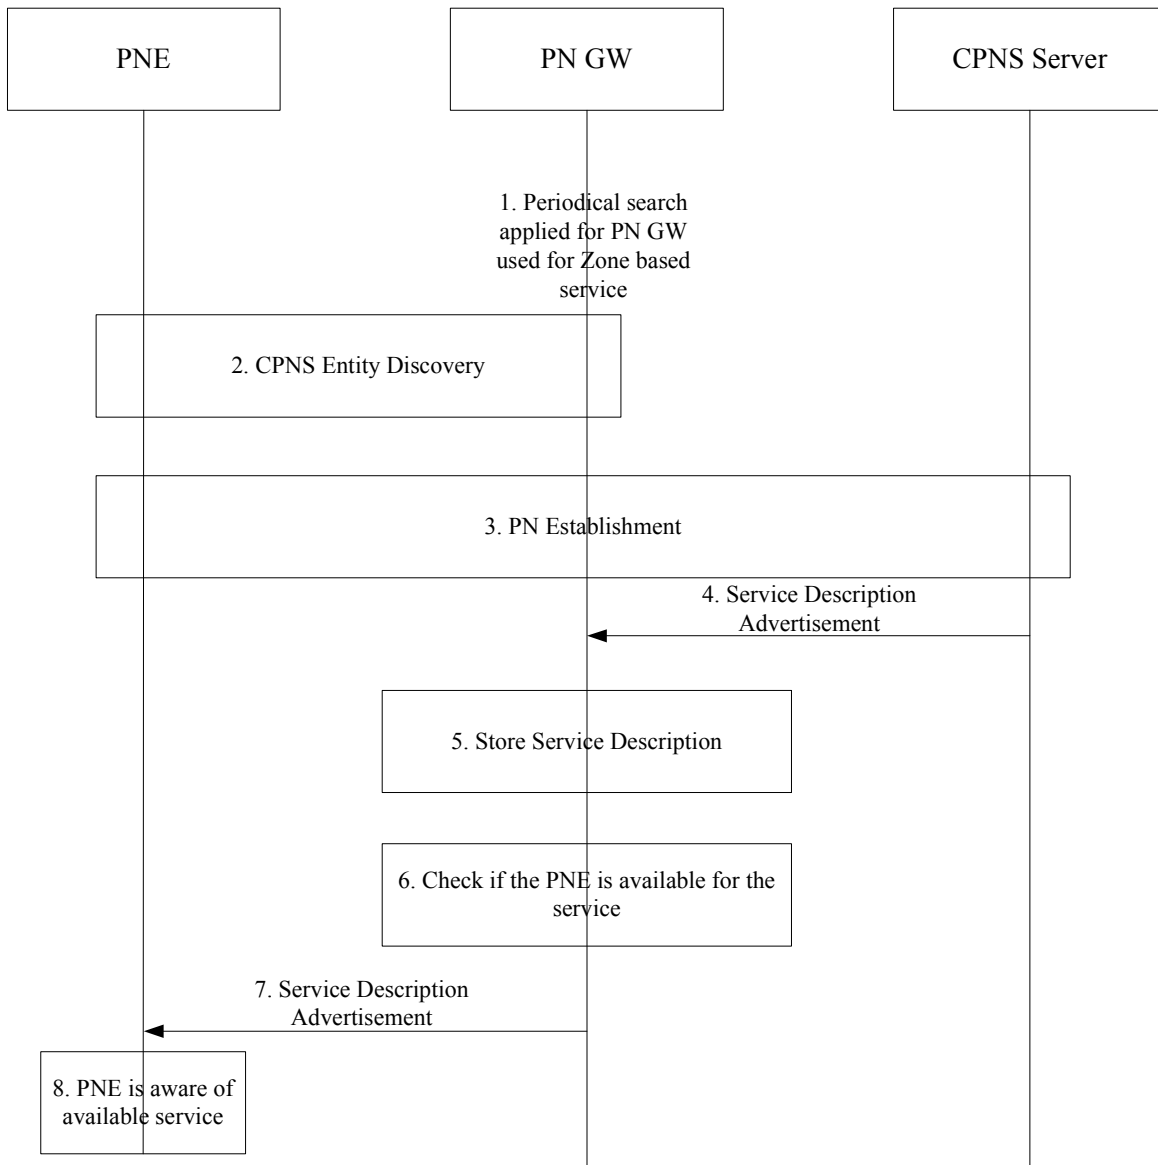 PNE
PN GW
CPNS Server
1. Periodical search
applied for PN GW
used for Zone based
service
2. CPNS Entity Discovery
3. PN Establishment
4. Service Description
Advertisement
5. Store Service Description
6. Check if the PNE is available for the
service
7. Service Description
Advertisement
8. PNE is aware of
available service